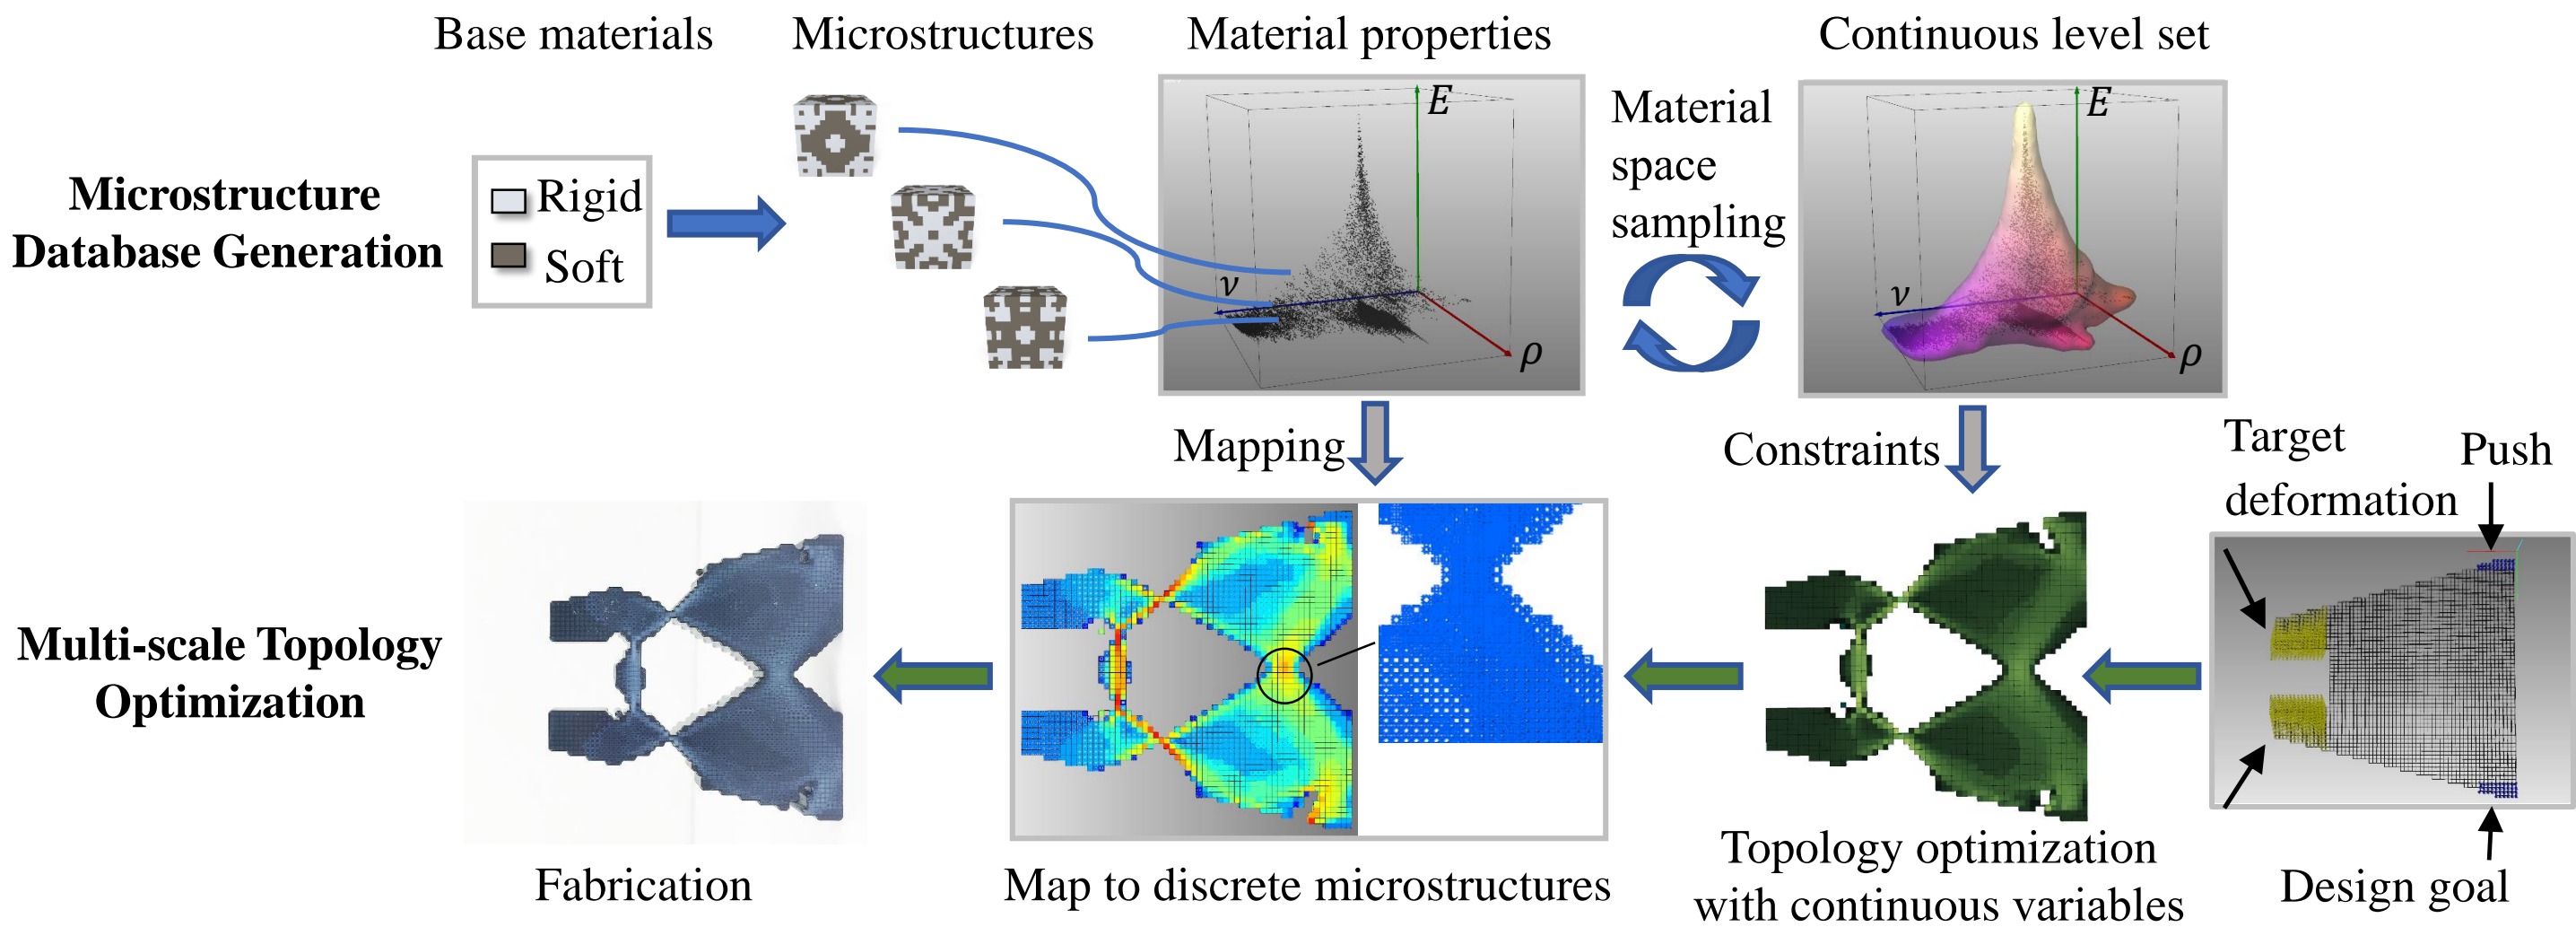 Base materials
Microstructures
Material properties
Continuous level set
Microstructure
Database Generation
Rigid
Soft
E
ν
ρ
Material
space
sampling
E
ν
ρ
Mapping
Constraints
Target
deformation
Push
Multi-scale Topology
Optimization
Fabrication
Map to discrete microstructures
Topology optimization
with continuous variables
Design goal